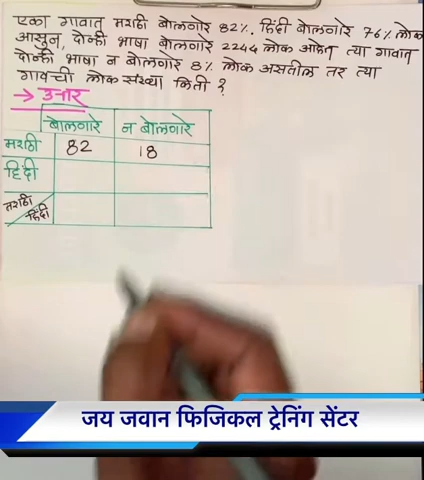 एका गावात मराठी बोलणारे 82%. हिंदी बोलणारे 76% लोक
आसुन, दोन्ही भाषा बोलणारे 2244 लोक आहेत त्या गावात
दोन्ही भाषा न बोलणारे 8% लोक असतील तर त्या
गावची लोकसंख्या किती ?
→ उत्तर
बोलणारे न बोलणारे
मराठी 82 18
हिंदी
मराठी/हिंदी
जय जवान फिजिकल ट्रेनिंग सेंटर